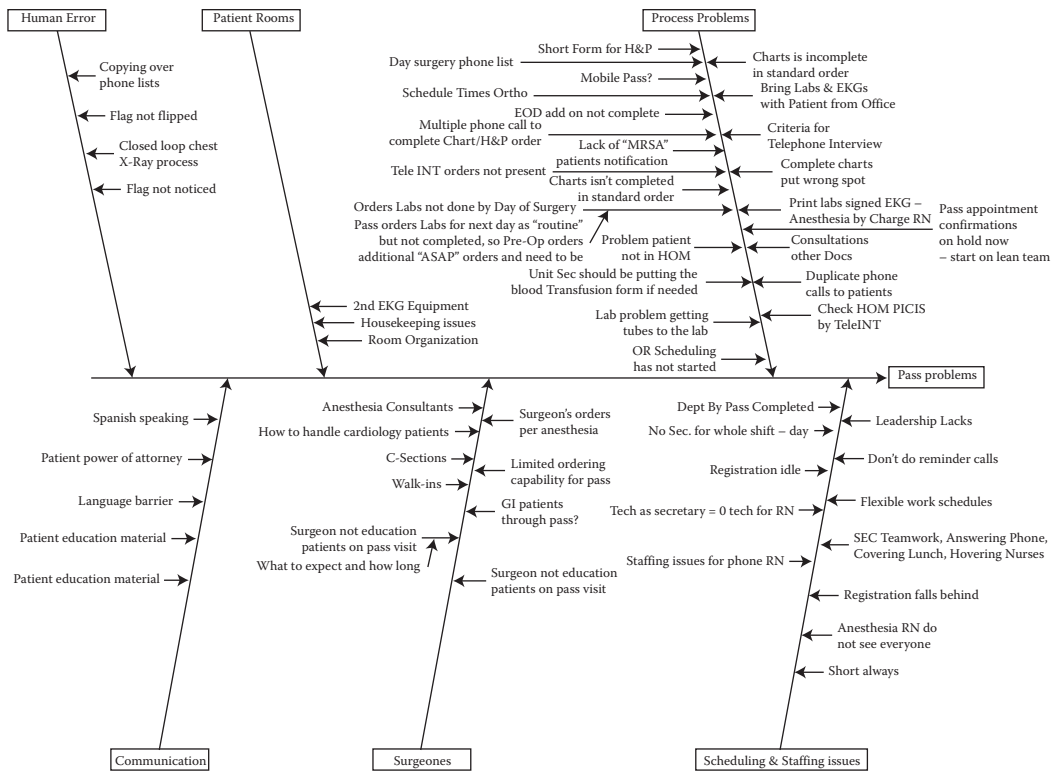 Human Error
Patient Rooms
Process Problems
Copying over
phone lists
Flag not flipped
Closed loop chest
X-Ray process
Flag not noticed
2nd EKG Equipment
Housekeeping issues
Room Organization
Short Form for H&P
Day surgery phone list
Mobile Pass?
Schedule Times Ortho
EOD add on not complete
Multiple phone call to
complete Chart/H&P order
Lack of “MRSA”
patients notification
Tele INT orders not present
Charts isn’t completed
in standard order
Orders Labs not done by Day of Surgery
Pass orders Labs for next day as “routine”
but not completed, so Pre-Op orders
additional “ASAP” orders and need to be
Problem patient
not in HOM
Unit Sec should be putting the
blood Transfusion form if needed
Lab problem getting
tubes to the lab
OR Scheduling
has not started
Charts is incomplete
in standard order
Bring Labs & EKGs
with Patient from Office
Criteria for
Telephone Interview
Complete charts
put wrong spot
Print labs signed EKG –
Anesthesia by Charge RN
Pass appointment
confirmations
on hold now
– start on lean team
Consultations
other Docs
Duplicate phone
calls to patients
Check HOM PICIS
by TeleINT
Pass problems
Spanish speaking
Patient power of attorney
Language barrier
Patient education material
Patient education material
Communication
Anesthesia Consultants
How to handle cardiology patients
C-Sections
Walk-ins
Surgeon not education
patients on pass visit
What to expect and how long
Surgeon’s orders
per anesthesia
Limited ordering
capability for pass
GI patients
through pass?
Surgeon not education
patients on pass visit
Surgeones
Dept By Pass Completed
No Sec. for whole shift – day
Registration idle
Tech as secretary = 0 tech for RN
Staffing issues for phone RN
Leadership Lacks
Don’t do reminder calls
Flexible work schedules
SEC Teamwork, Answering Phone,
Covering Lunch, Hovering Nurses
Registration falls behind
Anesthesia RN do
not see everyone
Short always
Scheduling & Staffing issues